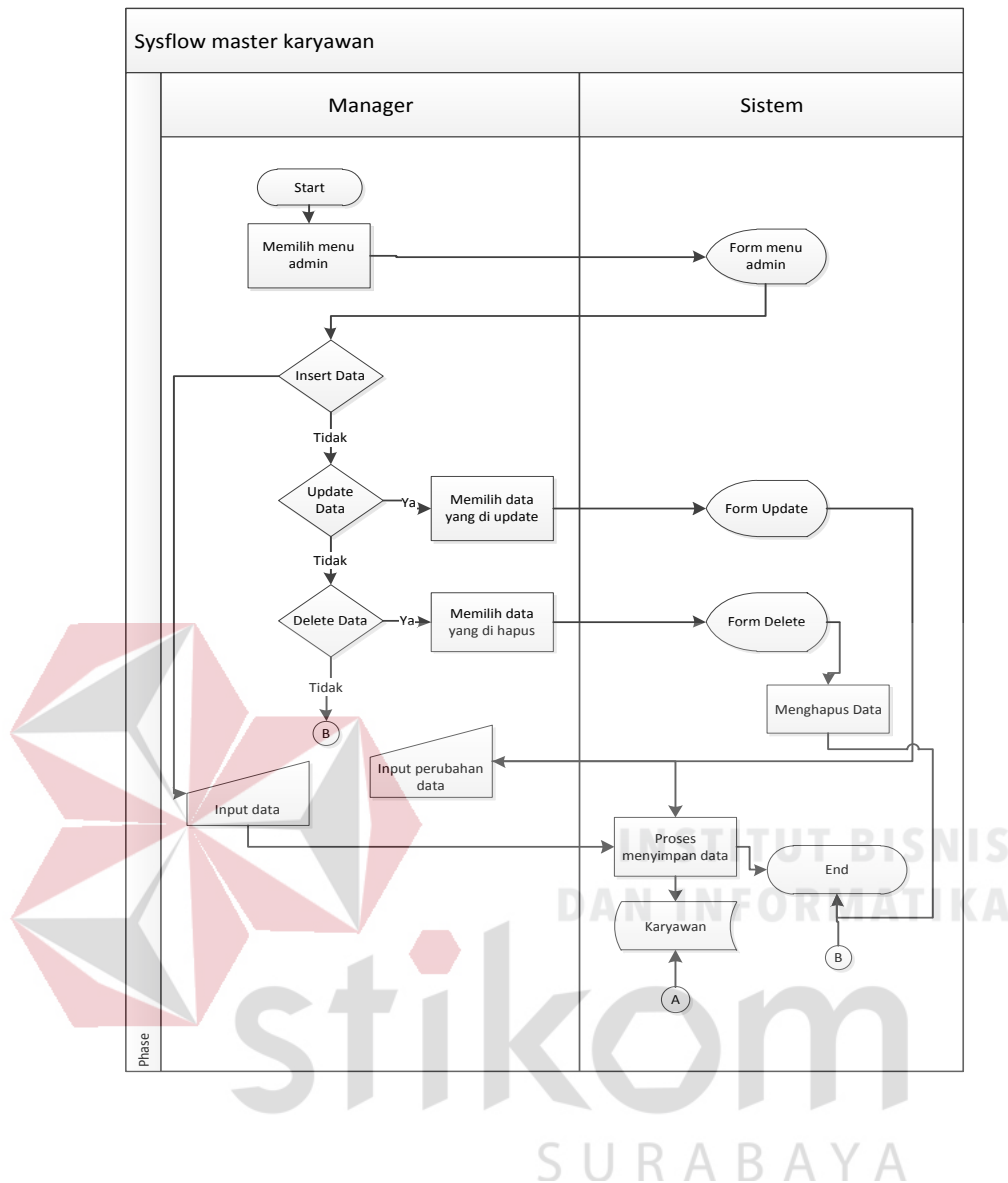 Sysflow master karyawan
Manager
Sistem
Start
Memilih menu
admin
Form menu
admin
Insert Data
Tidak
Update
Data
Ya
Memilih data
yang di update
Form Update
Tidak
Delete Data
Ya
Memilih data
yang di hapus
Form Delete
Tidak
Menghapus Data
B
Input perubahan
data
Input data
Proses
menyimpan data
End
INSTITUT BISNIS
DAN INFORMATIKA
Karyawan
B
A
Phase
stikom
SURABAYA